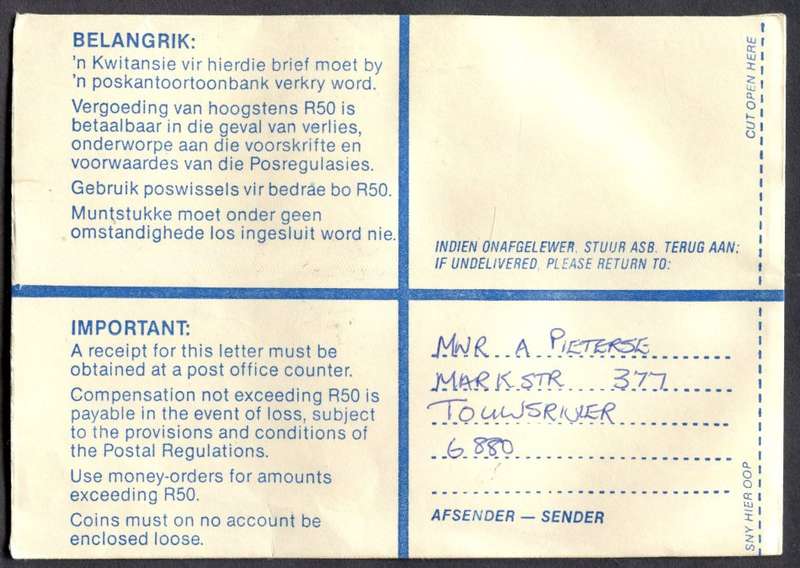 BELANGRIK:
'n Kwitansie vir hierdie brief moet by
'n poskantoortoonbank verkry word.
Vergoeding van hoogstens R50 is
betaalbaar in die geval van verlies,
onderworpe aan die voorskrifte en
voorwaardes van die Posregulasies.
Gebruik poswissels vir bedrae bo R50.
Muntstukke moet onder geen
omstandighede los ingesluit word nie.
CUT OPEN HERE
INDIEN ONAFGELEWER, STUUR ASB. TERUG AAN:
IF UNDELIVERED, PLEASE RETURN TO:
IMPORTANT:
A receipt for this letter must be
obtained at a post office counter.
Compensation not exceeding R50 is
payable in the event of loss, subject
to the provisions and conditions of
the Postal Regulations.
Use money-orders for amounts
exceeding R50.
Coins must on no account be
enclosed loose.
MNR A PIETERSE
MARKSTR 377
TOUWSRIVIER
6880
AFSENDER — SENDER
SNY HIER OOP